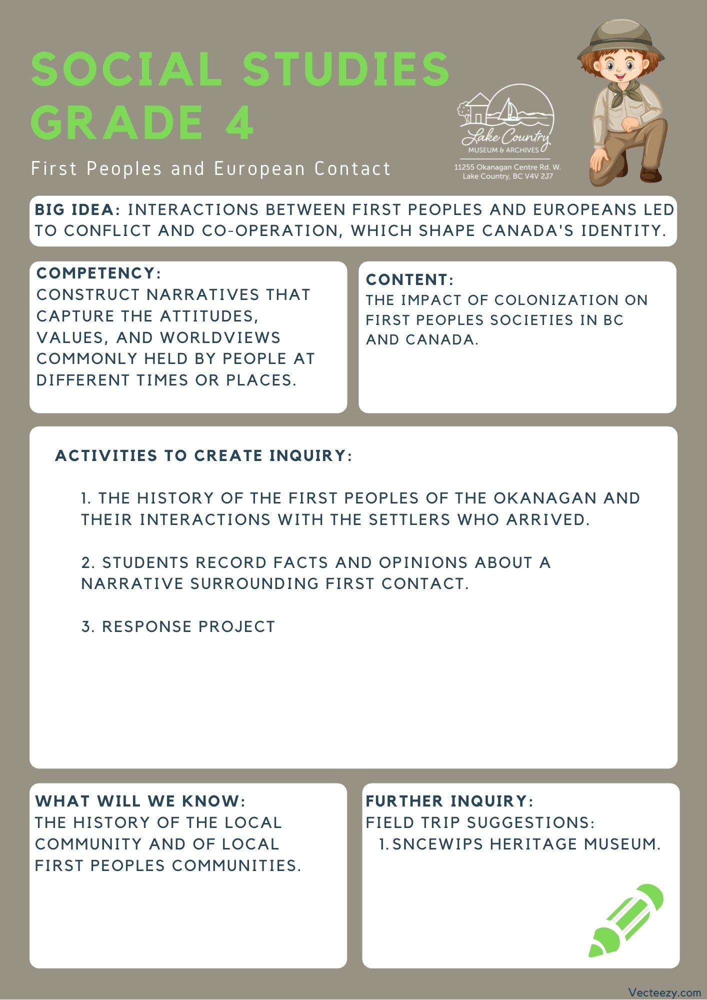 SOCIAL STUDIES
GRADE 4
First Peoples and European Contact
Lake Country
MUSEUM & ARCHIVES
11255 Okanagan Centre Rd. W.
Lake Country, BC V4V 2J7
BIG IDEA: INTERACTIONS BETWEEN FIRST PEOPLES AND EUROPEANS LED
TO CONFLICT AND CO-OPERATION, WHICH SHAPE CANADA'S IDENTITY.
COMPETENCY:
CONSTRUCT NARRATIVES THAT
CAPTURE THE ATTITUDES,
VALUES, AND WORLDVIEWS
COMMONLY HELD BY PEOPLE AT
DIFFERENT TIMES OR PLACES.
CONTENT:
THE IMPACT OF COLONIZATION ON
FIRST PEOPLES SOCIETIES IN BC
AND CANADA.
ACTIVITIES TO CREATE INQUIRY:
1. THE HISTORY OF THE FIRST PEOPLES OF THE OKANAGAN AND
THEIR INTERACTIONS WITH THE SETTLERS WHO ARRIVED.
2. STUDENTS RECORD FACTS AND OPINIONS ABOUT A
NARRATIVE SURROUNDING FIRST CONTACT.
3. RESPONSE PROJECT
WHAT WILL WE KNOW:
THE HISTORY OF THE LOCAL
COMMUNITY AND OF LOCAL
FIRST PEOPLES COMMUNITIES.
FURTHER INQUIRY:
FIELD TRIP SUGGESTIONS:
1. SNCEWIPS HERITAGE MUSEUM.
Vecteezy.com